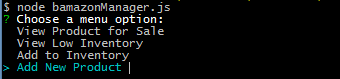 $ node bamazonManager.js
? Choose a menu option:
View Product for Sale
View Low Inventory
Add to Inventory
> Add New Product